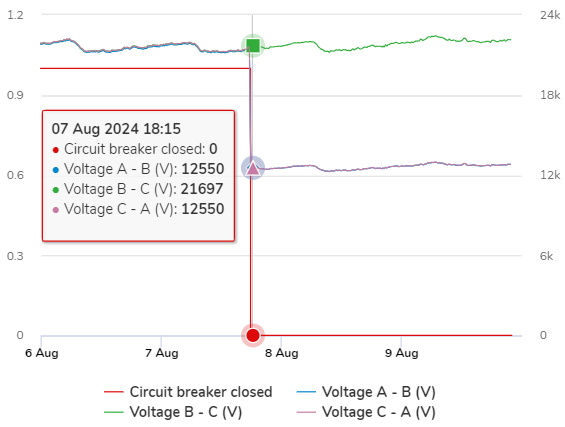 1.2 24k
0.9 18k
07 Aug 2024 18:15
Circuit breaker closed: 0
Voltage A - B (V): 12550
0.6 12k
Voltage B - C (V): 21697
Voltage C - A (V): 12550
0.3 6k
0 0
6 Aug 7 Aug 8 Aug 9 Aug
Circuit breaker closed Voltage A - B (V)
Voltage B - C (V) Voltage C - A (V)